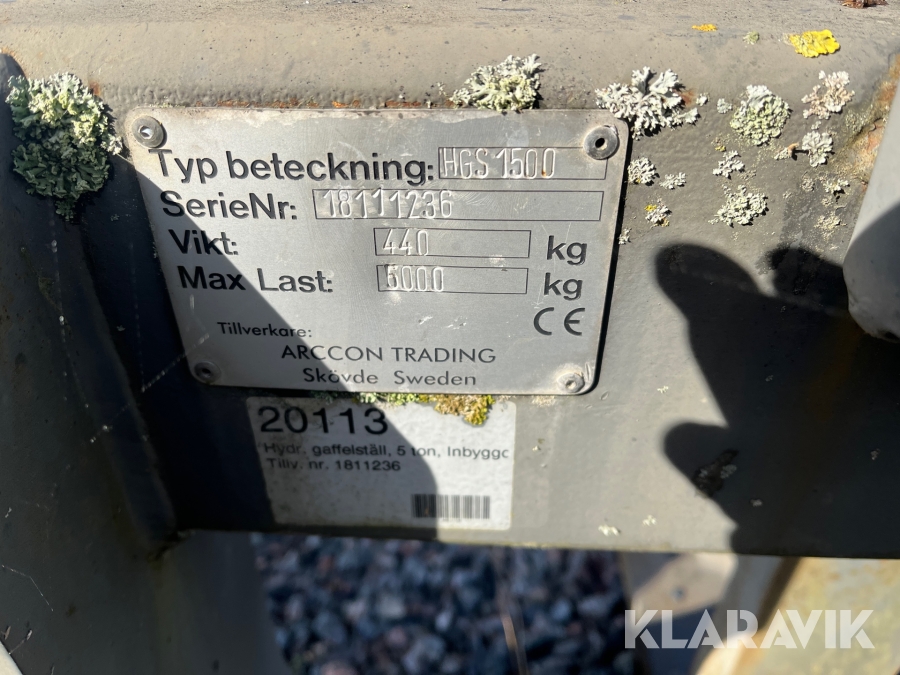 Typ beteckning: HGS 1500
SerieNr: 18111236
Vikt: 440 kg
Max Last: 5000 kg
CE
Tillverkare:
ARCCON TRADING
Skövde Sweden
20113
Hydr. gaffelställ, 5 ton, Inbyggc
Tillv. nr. 1811236
KLARAVIK